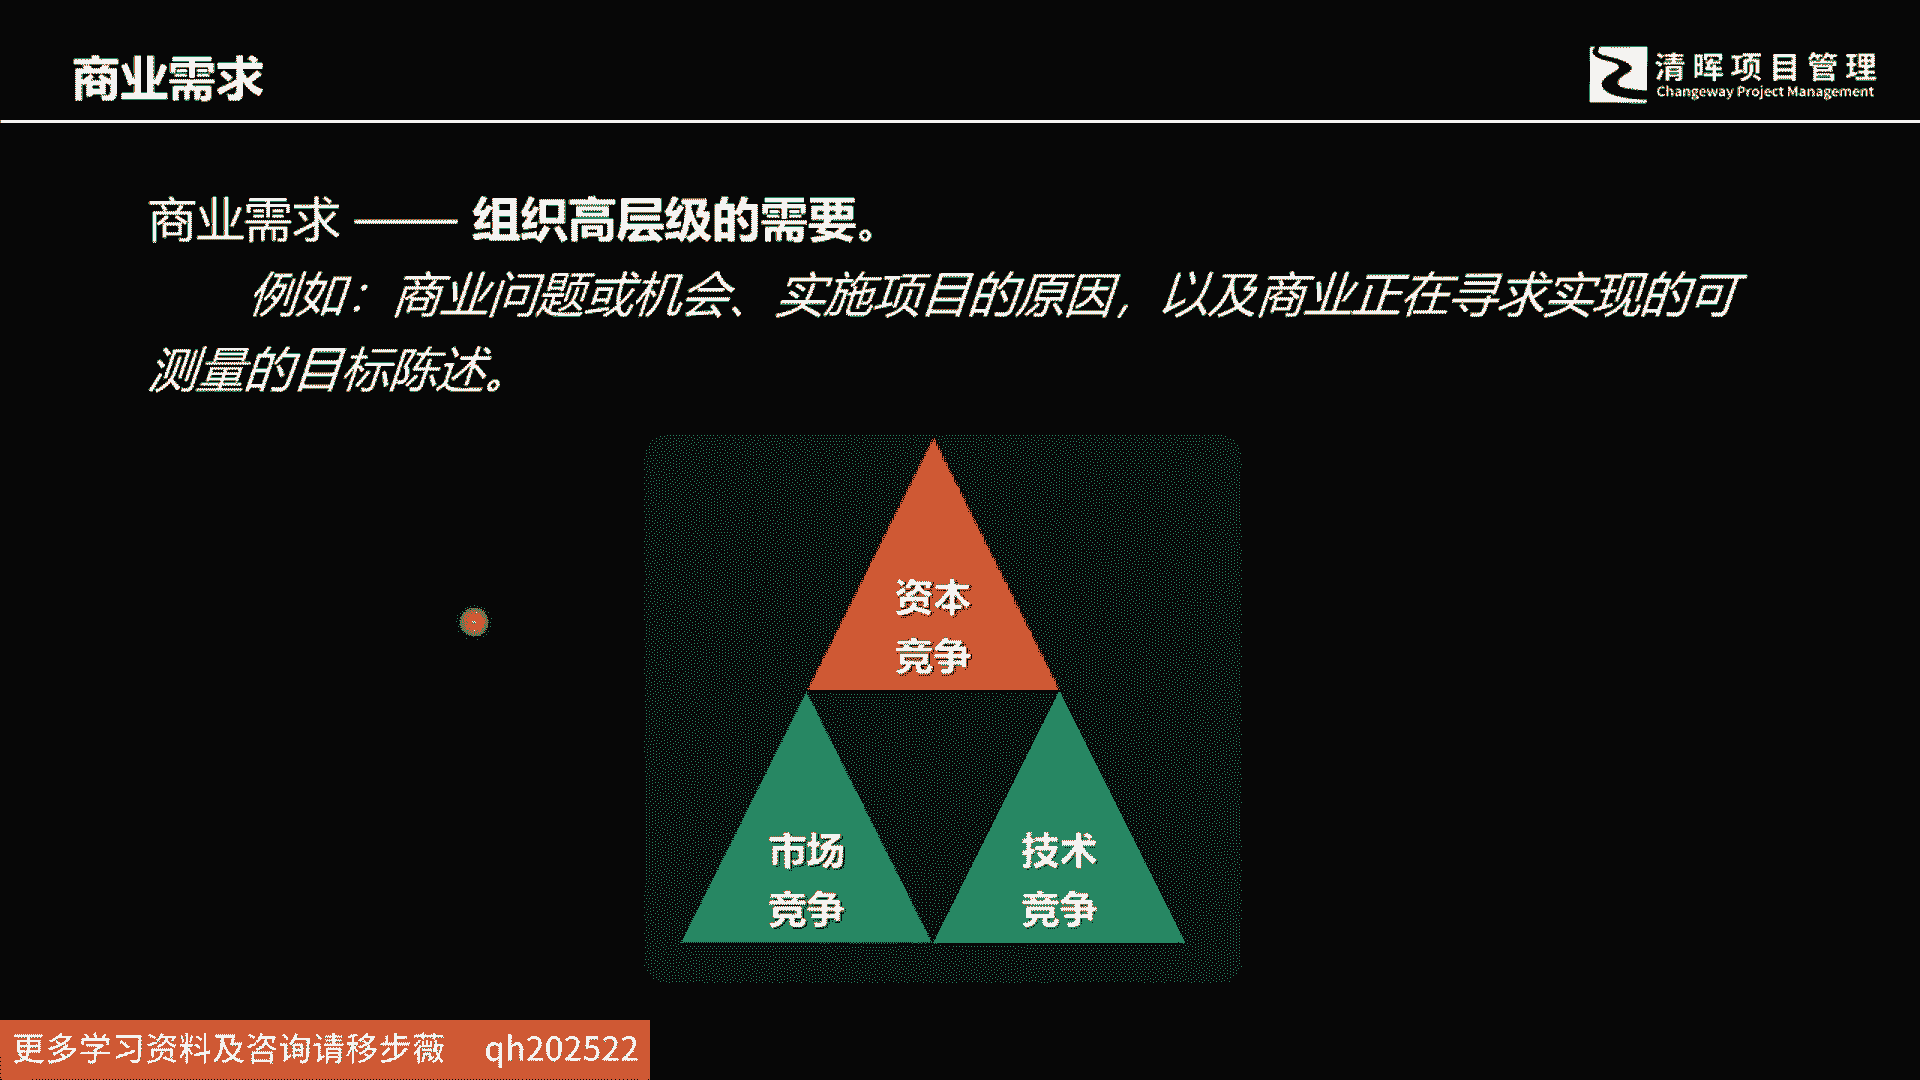 商业需求
清晖项目管理
Changeway Project Management
商业需求 —— 组织高层级的需要。
例如：商业问题或机会、实施项目的原因，以及商业正在寻求实现的可
测量的目标陈述。
资本
竞争
市场
竞争
技术
竞争
更多学习资料及咨询请移步薇 qh202522